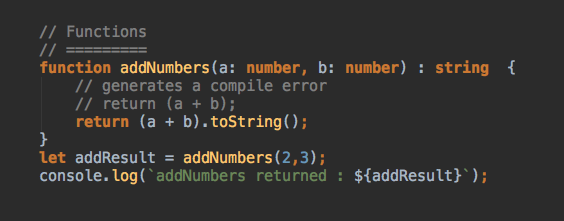 // Functions
// =========
function addNumbers(a: number, b: number) : string  {
    // generates a compile error
    // return (a + b);
    return (a + b).toString();
}
let addResult = addNumbers(2,3);
console.log(`addNumbers returned : ${addResult}`);